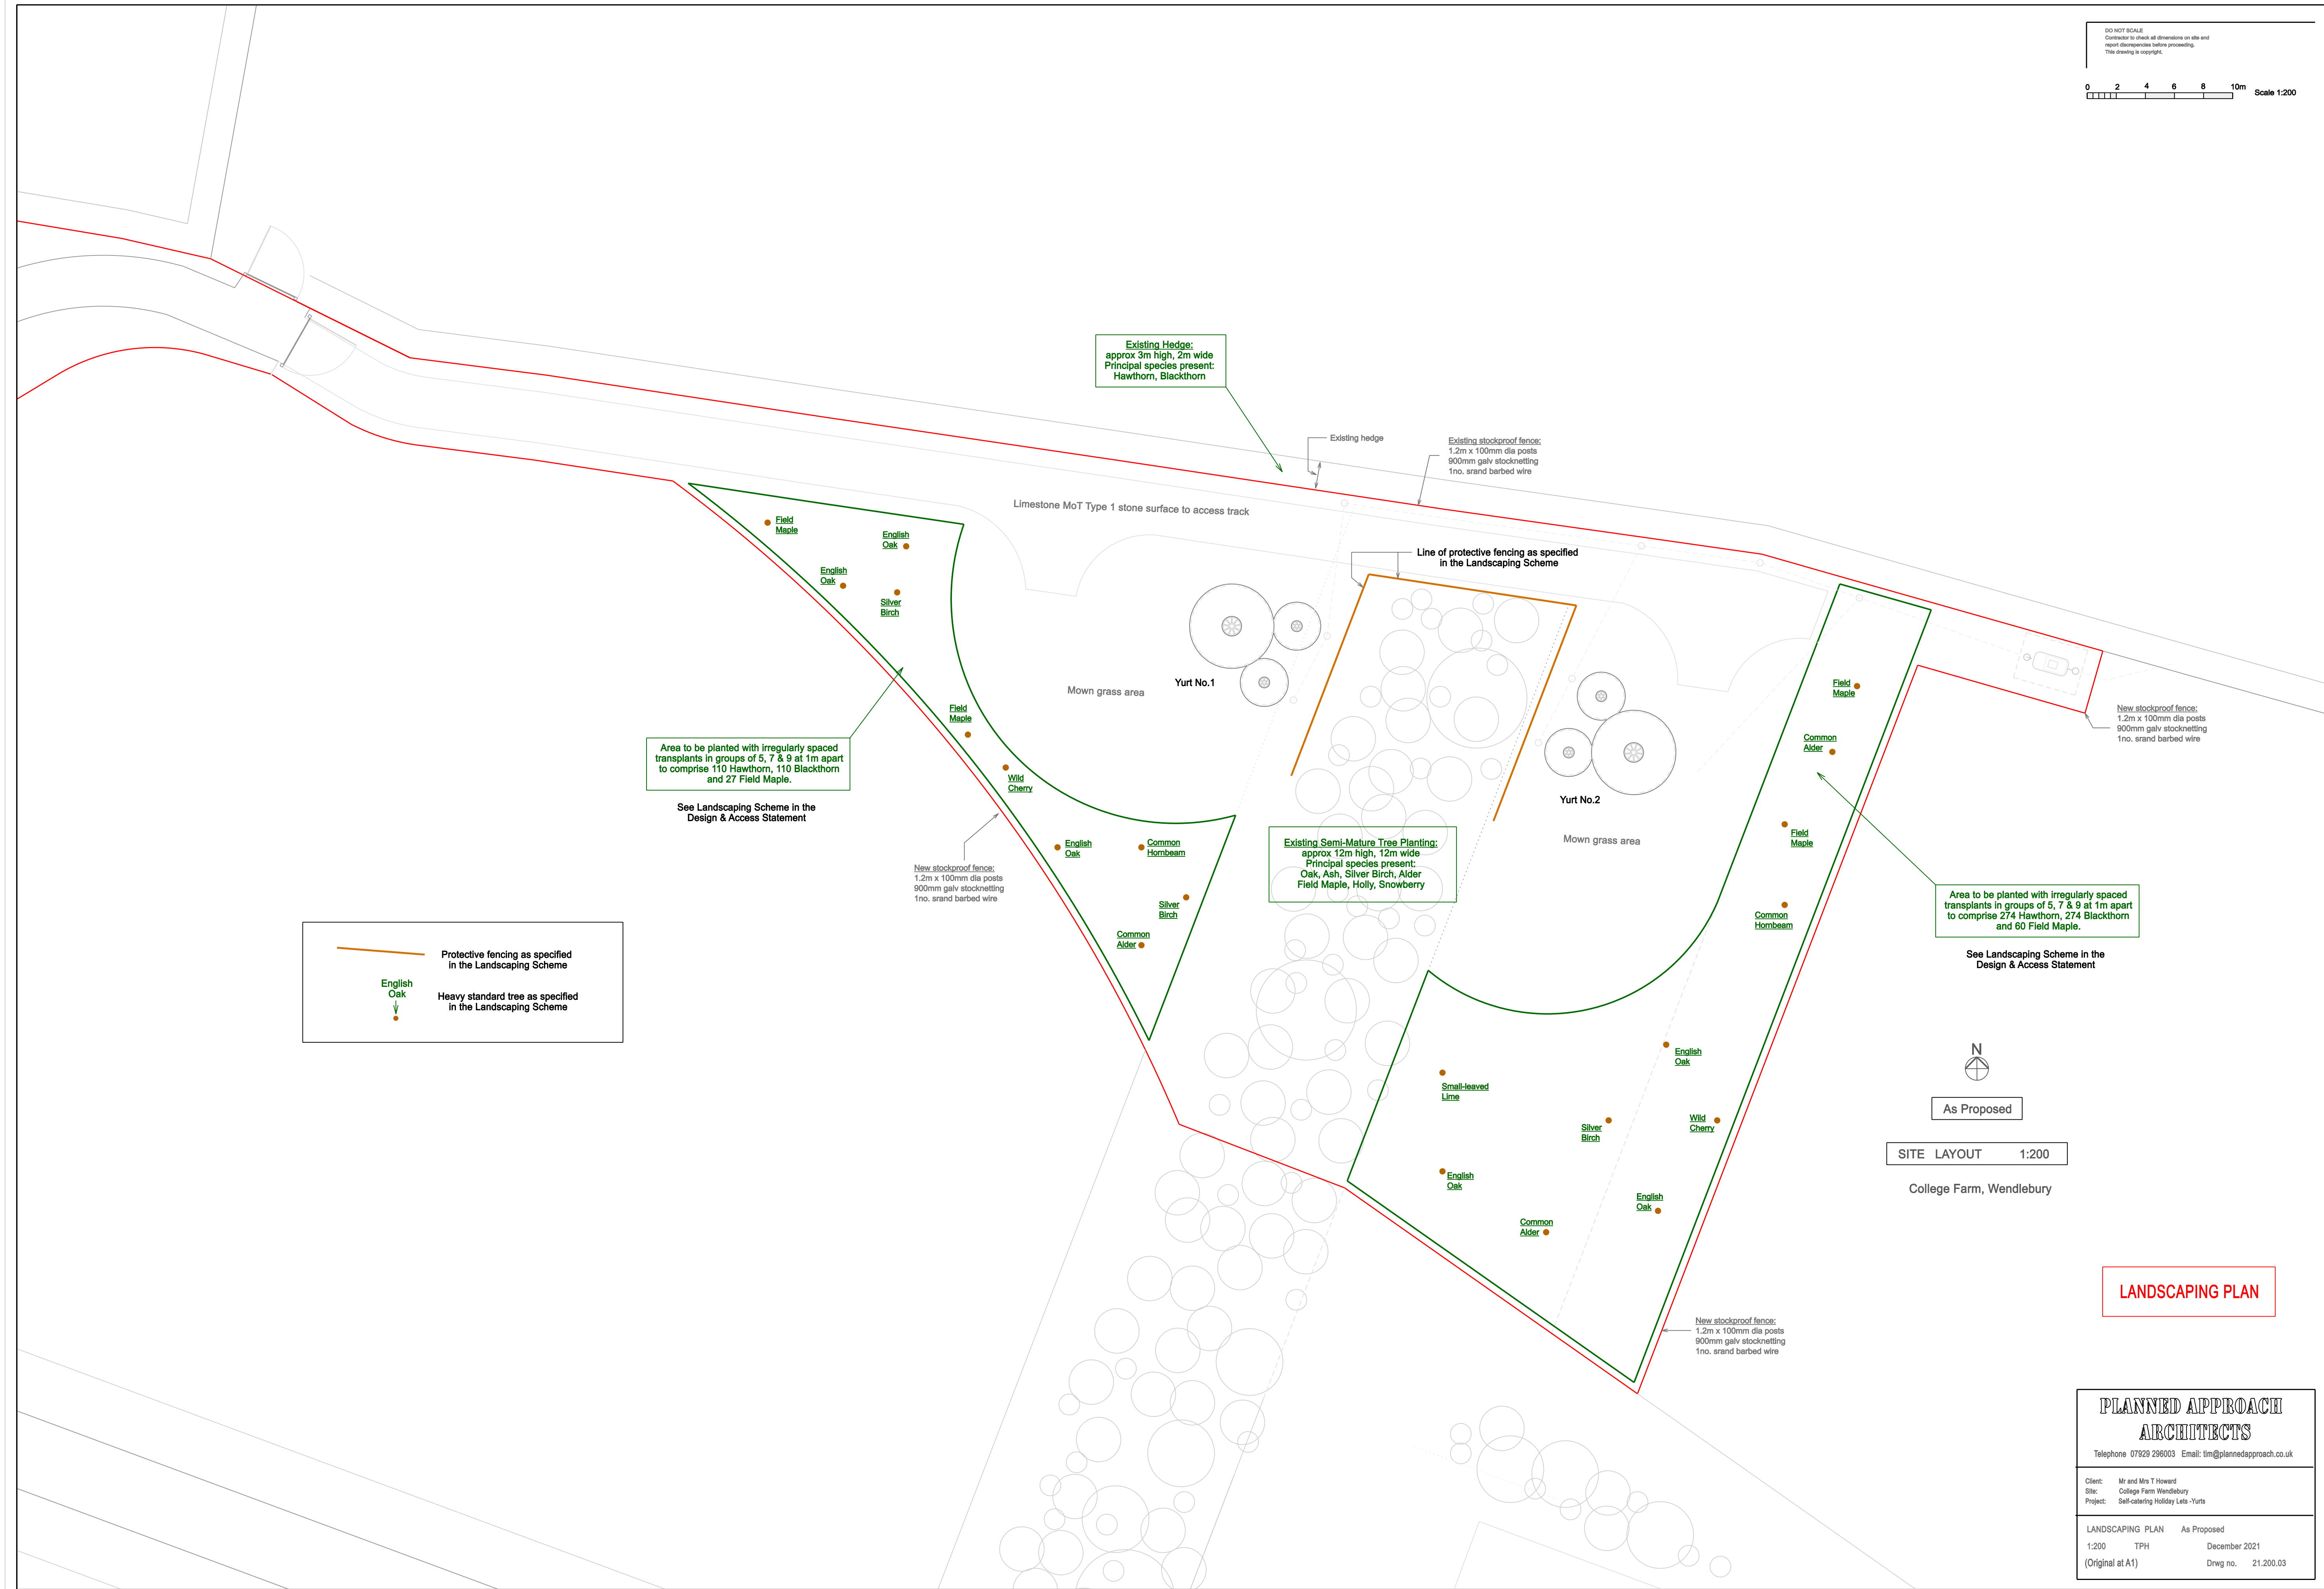 DO NOT SCALE
Contractor to check all dimensions on site and
report discrepancies before proceeding.
This drawing is copyright.
0 2 4 6 8 10m
Scale 1:200
Existing Hedge:
approx 3m high, 2m wide
Principal species present:
Hawthorn, Blackthorn
Existing hedge
Existing stockproof fence:
1.2m x 100mm dia posts
900mm galv stocknetting
1no. srand barbed wire
Limestone MoT Type 1 stone surface to access track
Line of protective fencing as specified
in the Landscaping Scheme
Field
Maple
English
Oak
English
Oak
Silver
Birch
Yurt No.1
Mown grass area
Field
Maple
Wild
Cherry
Area to be planted with irregularly spaced
transplants in groups of 5, 7 & 9 at 1m apart
to comprise 110 Hawthorn, 110 Blackthorn
and 27 Field Maple.
See Landscaping Scheme in the
Design & Access Statement
New stockproof fence:
1.2m x 100mm dia posts
900mm galv stocknetting
1no. srand barbed wire
English
Oak
Common
Hornbeam
Silver
Birch
Common
Alder
Existing Semi-Mature Tree Planting:
approx 12m high, 12m wide
Principal species present:
Oak, Ash, Silver Birch, Alder
Field Maple, Holly, Snowberry
Yurt No.2
Mown grass area
Field
Maple
Common
Alder
Field
Maple
Common
Hornbeam
New stockproof fence:
1.2m x 100mm dia posts
900mm galv stocknetting
1no. srand barbed wire
Area to be planted with irregularly spaced
transplants in groups of 5, 7 & 9 at 1m apart
to comprise 274 Hawthorn, 274 Blackthorn
and 60 Field Maple.
See Landscaping Scheme in the
Design & Access Statement
Protective fencing as specified
in the Landscaping Scheme
English
Oak
Heavy standard tree as specified
in the Landscaping Scheme
Small-leaved
Lime
English
Oak
Silver
Birch
Wild
Cherry
English
Oak
English
Oak
Common
Alder
New stockproof fence:
1.2m x 100mm dia posts
900mm galv stocknetting
1no. srand barbed wire
N
As Proposed
SITE LAYOUT 1:200
College Farm, Wendlebury
LANDSCAPING PLAN
PLANNED APPROACH
ARCHITECTS
Telephone 07929 296003 Email: tim@plannedapproach.co.uk
Client: Mr and Mrs T Howard
Site: College Farm Wendlebury
Project: Self-catering Holiday Lets -Yurts
LANDSCAPING PLAN As Proposed
1:200 TPH December 2021
(Original at A1) Drwg no. 21.200.03